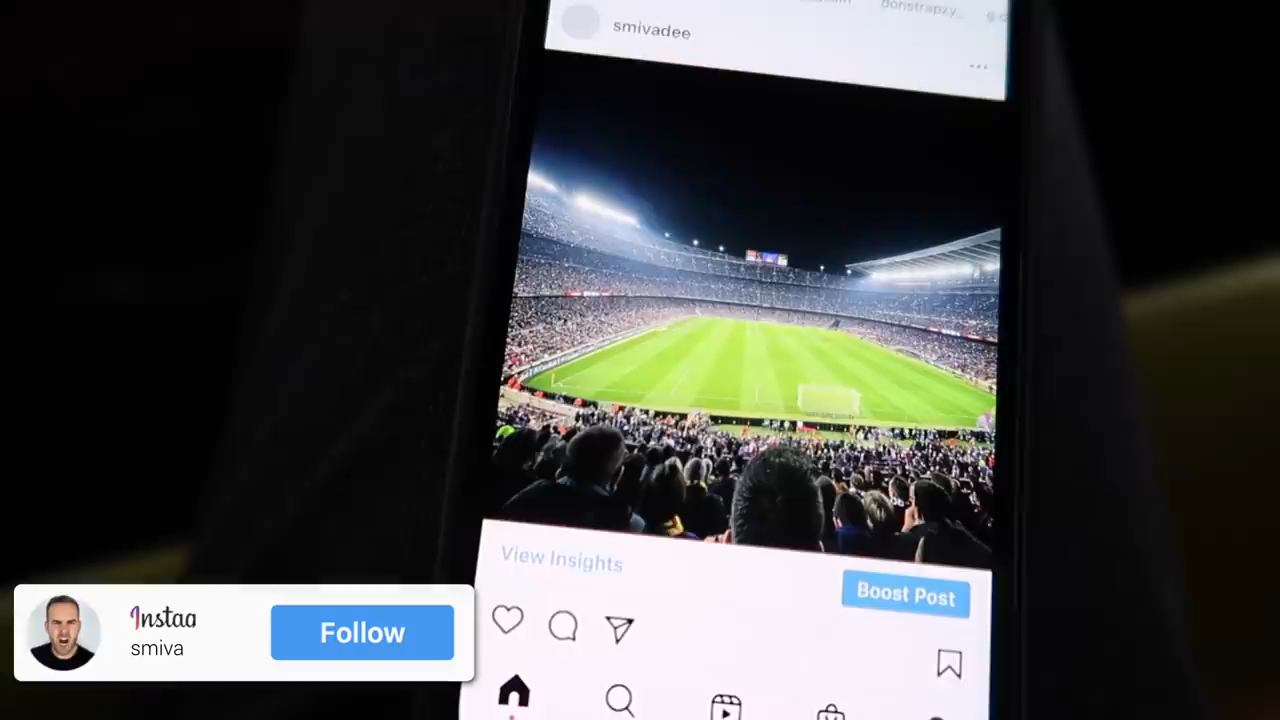 smivadee
View Insights
Boost Post
Instaa
smiva
Follow